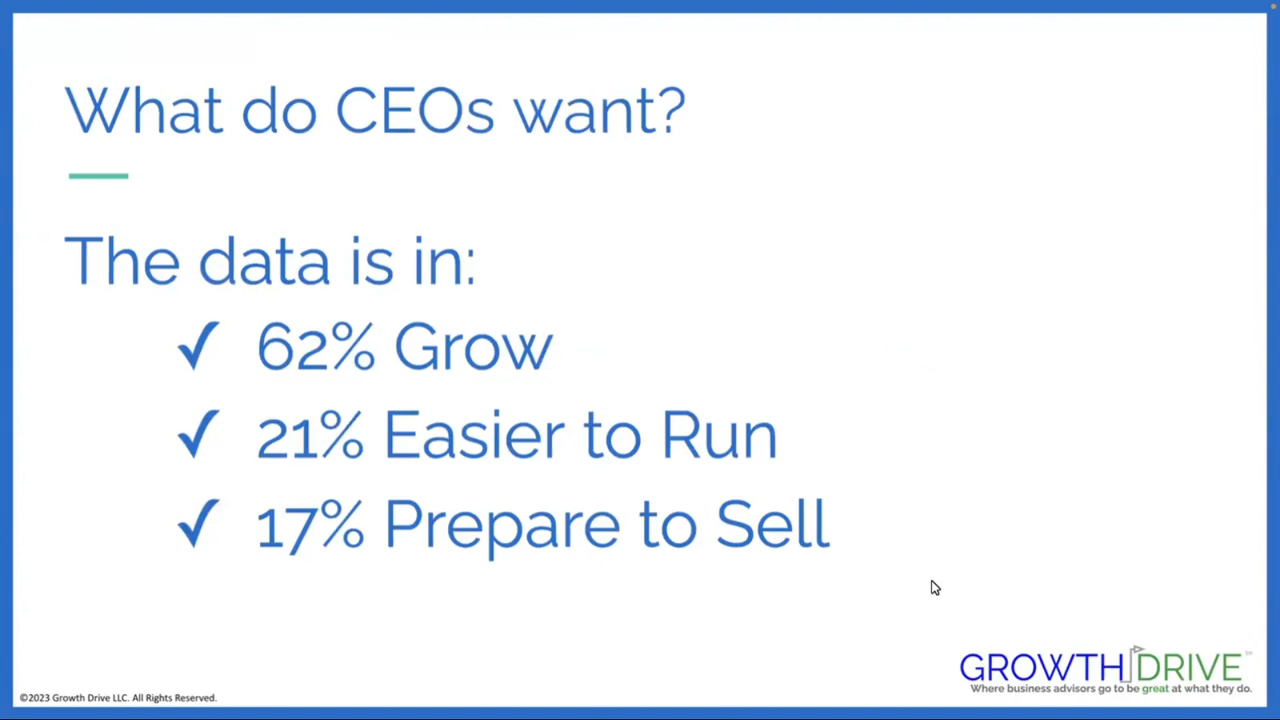 What do CEOs want?
The data is in:
✓ 62% Grow
✓ 21% Easier to Run
✓ 17% Prepare to Sell
GROWTH DRIVE
Where business advisors go to be great at what they do.
©2023 Growth Drive LLC. All Rights Reserved.